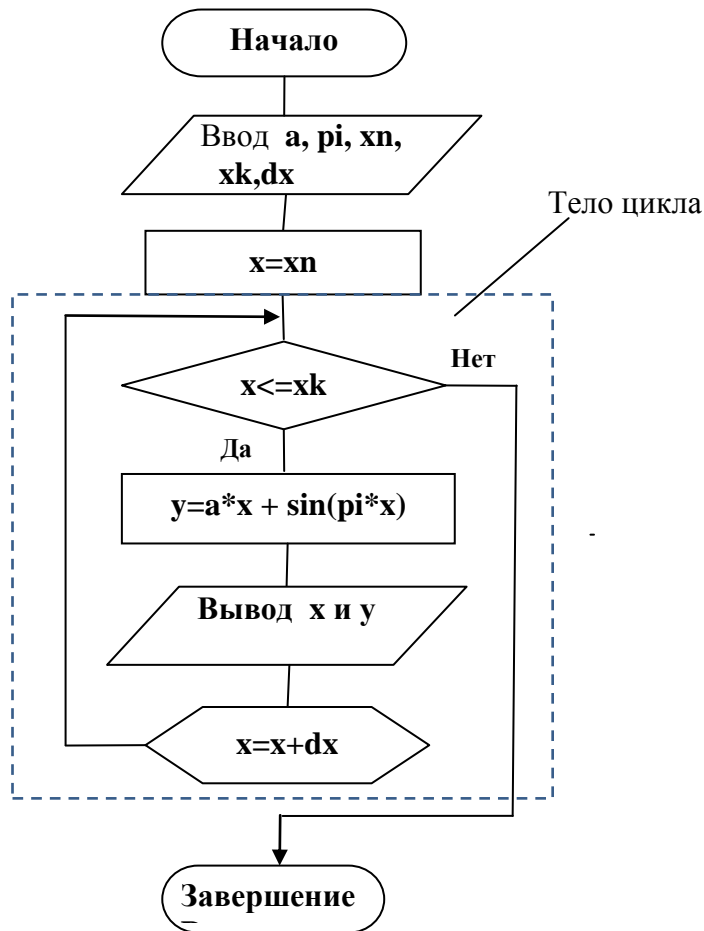 Начало
Ввод a, pi, xn,
xk,dx
Тело цикла
x=xn
Нет
x<=xk
Да
y=a*x + sin(pi*x)
-
Вывод x и y
x=x+dx
Завершение